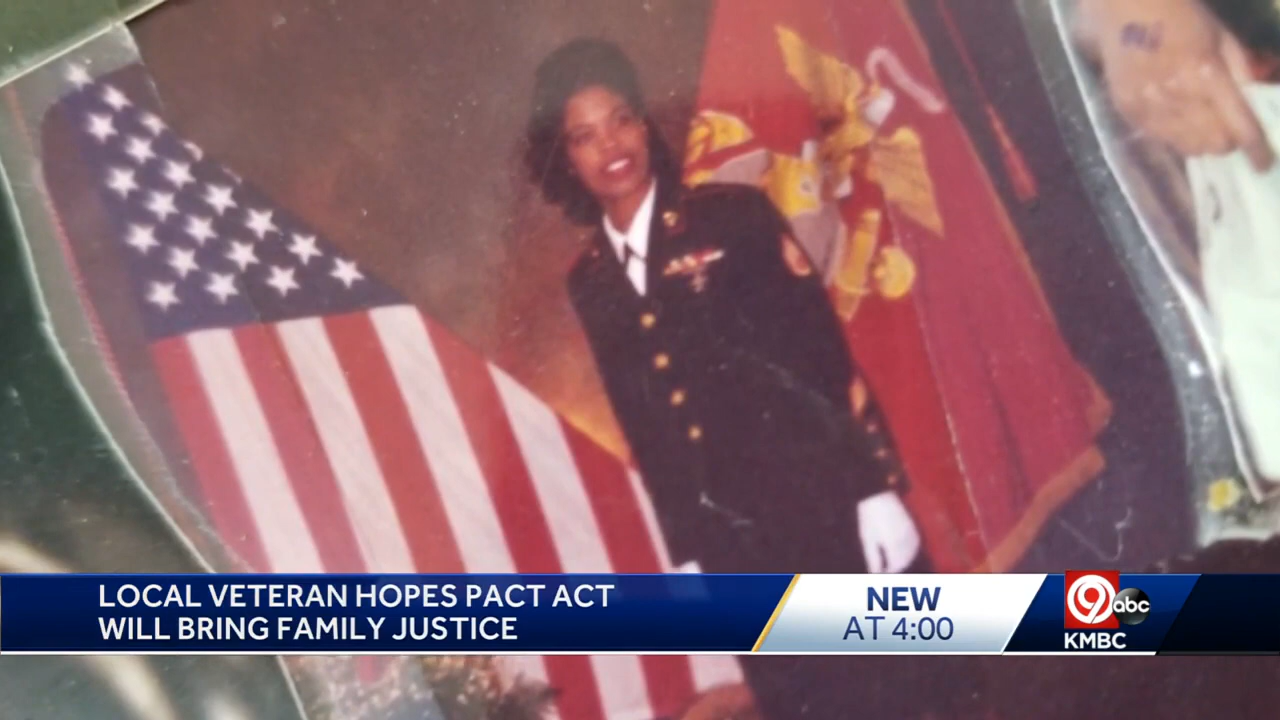 LOCAL VETERAN HOPES PACT ACT
WILL BRING FAMILY JUSTICE
NEW
AT 4:00
9
abc
KMBC